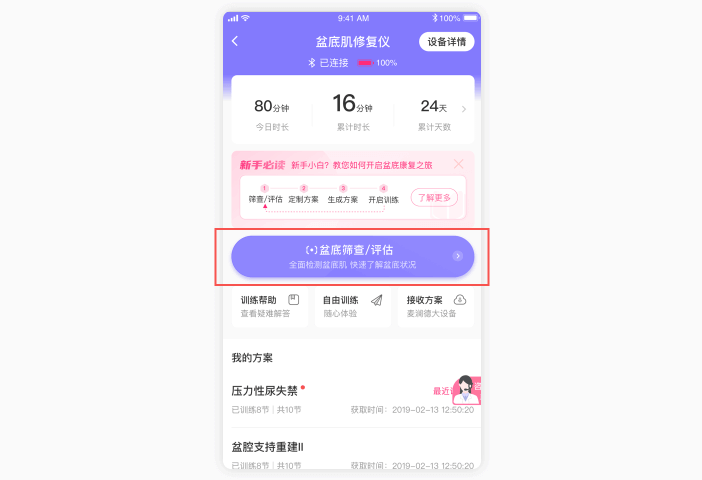 9:41 AM
100%
盆底肌修复仪
设备详情
已连接
100%
80分钟
16分钟
24天
今日时长
累计时长
累计天数
新手必读 新手小白？教您如何开启盆底康复之旅
1
2
3
4
筛查/评估
定制方案
生成方案
开启训练
了解更多
盆底筛查/评估
全面检测盆底肌 快速了解盆底状况
训练帮助
自由训练
接收方案
查看疑难解答
随心体验
麦澜德大设备
我的方案
压力性尿失禁
最近
已训练8节 | 共10节
获取时间：2019-02-13 12:50:20
盆腔支持重建II
已训练8节 | 共10节
获取时间：2019-02-13 12:50:20